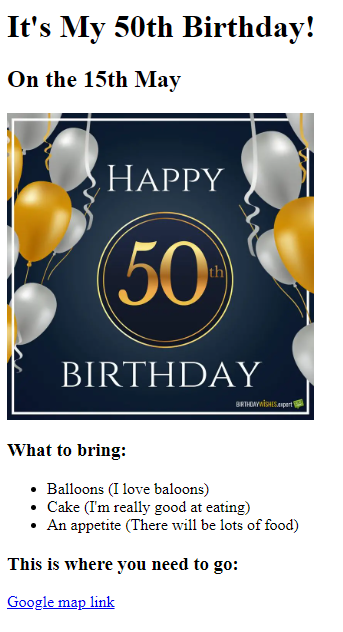 It's My 50th Birthday!
On the 15th May
HAPPY
50th
BIRTHDAY
BIRTHDAYWISHES.expert
What to bring:
Balloons (I love baloons)
Cake (I'm really good at eating)
An appetite (There will be lots of food)
This is where you need to go:
Google map link